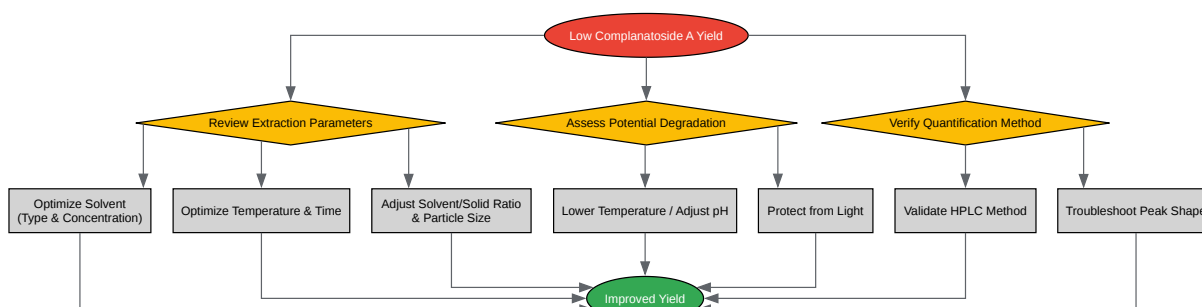 Low Complanatoside A Yield
Review Extraction Parameters
Assess Potential Degradation
Verify Quantification Method
Optimize Solvent
(Type & Concentration)
Optimize Temperature & Time
Adjust Solvent/Solid Ratio
& Particle Size
Lower Temperature / Adjust pH
Protect from Light
Validate HPLC Method
Troubleshoot Peak Shape
Improved Yield